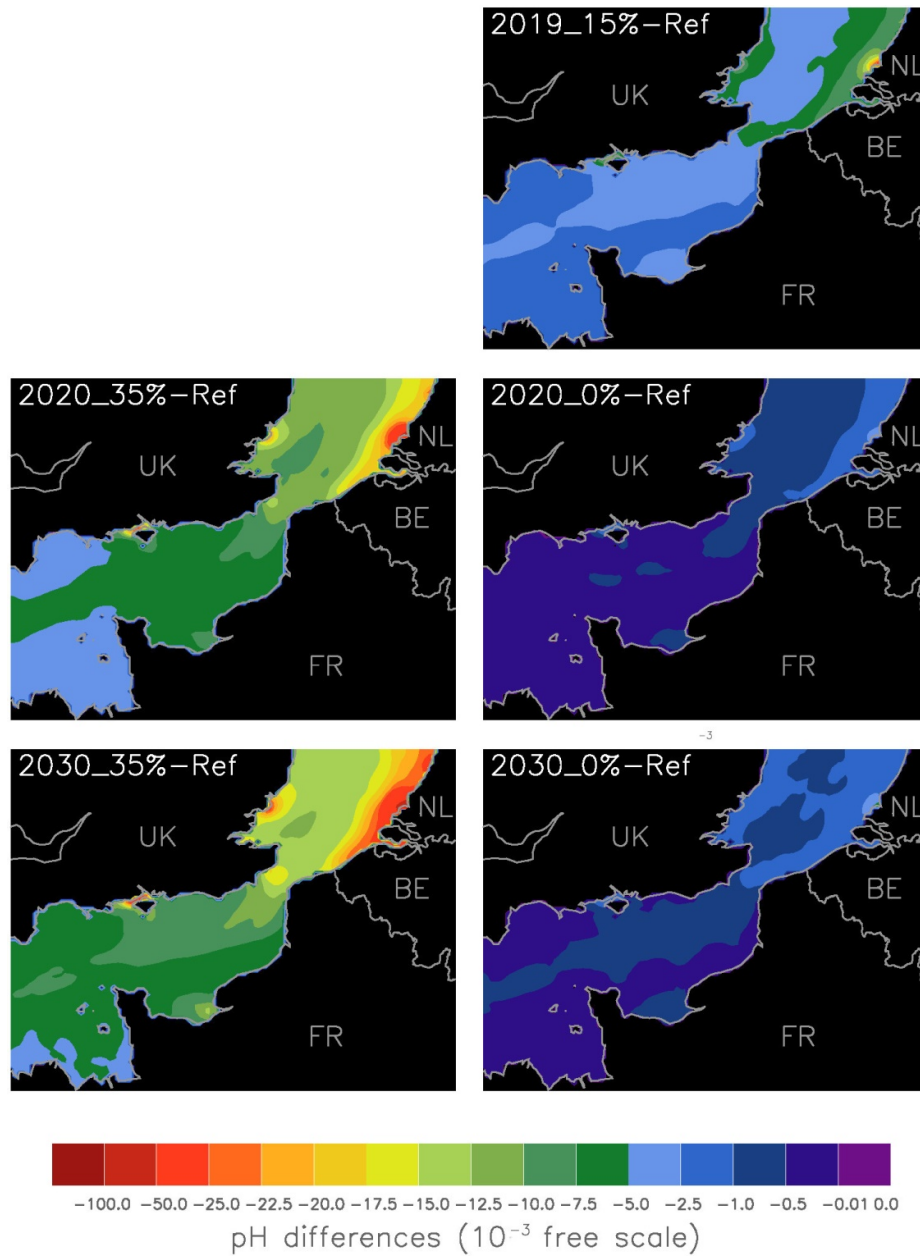 2019_15%-Ref
UK
NL
BE
FR
2020_35%-Ref
UK
NL
BE
FR
2020_0%-Ref
UK
NL
BE
FR
-3
2030_35%-Ref
UK
NL
BE
FR
2030_0%-Ref
UK
NL
BE
FR
-100.0 -50.0 -25.0 -22.5 -20.0 -17.5 -15.0 -12.5 -10.0 -7.5 -5.0 -2.5 -1.0 -0.5 -0.01 0.0
pH differences (10⁻³ free scale)